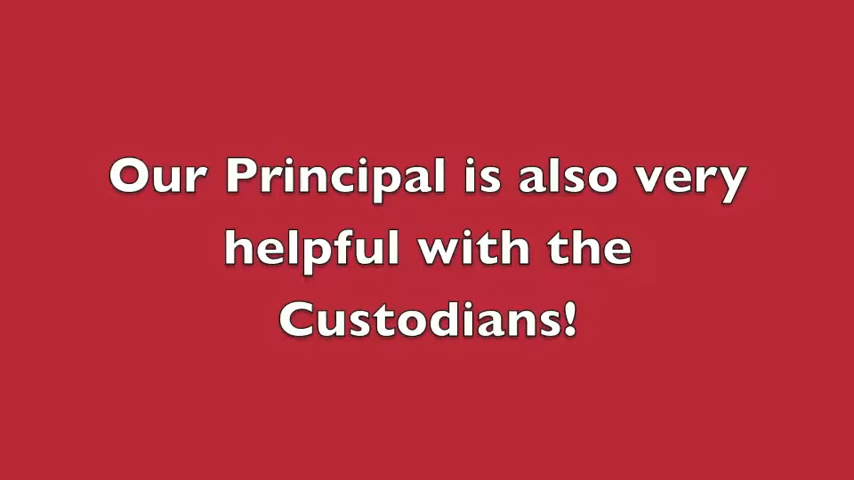 Our Principal is also very
helpful with the
Custodians!